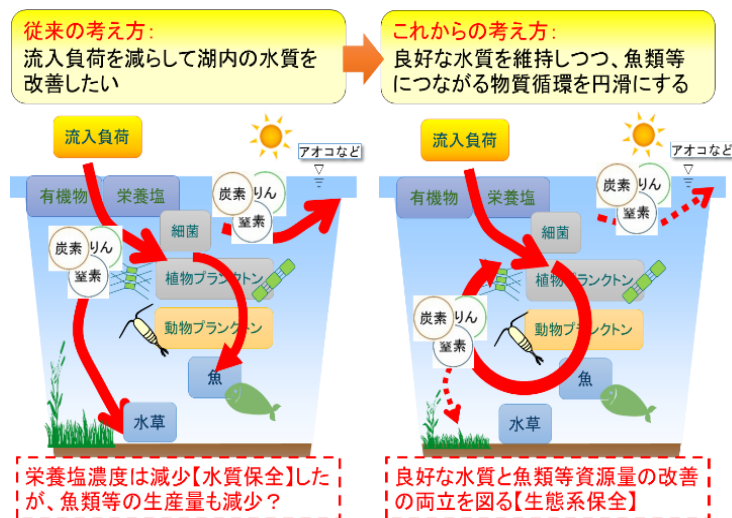 従来の考え方:
流入負荷を減らして湖内の水質を
改善したい
これからの考え方:
良好な水質を維持しつつ、魚類等
につながる物質循環を円滑にする
流入負荷
アオコなど
有機物
栄養塩
炭素
りん
窒素
細菌
炭素
りん
窒素
植物プランクトン
動物プランクトン
魚
水草
栄養塩濃度は減少【水質保全】した
が、魚類等の生産量も減少?
流入負荷
アオコなど
有機物
栄養塩
炭素
りん
窒素
細菌
植物プランクトン
炭素
りん
窒素
動物プランクトン
魚
水草
良好な水質と魚類等資源量の改善
の両立を図る【生態系保全】